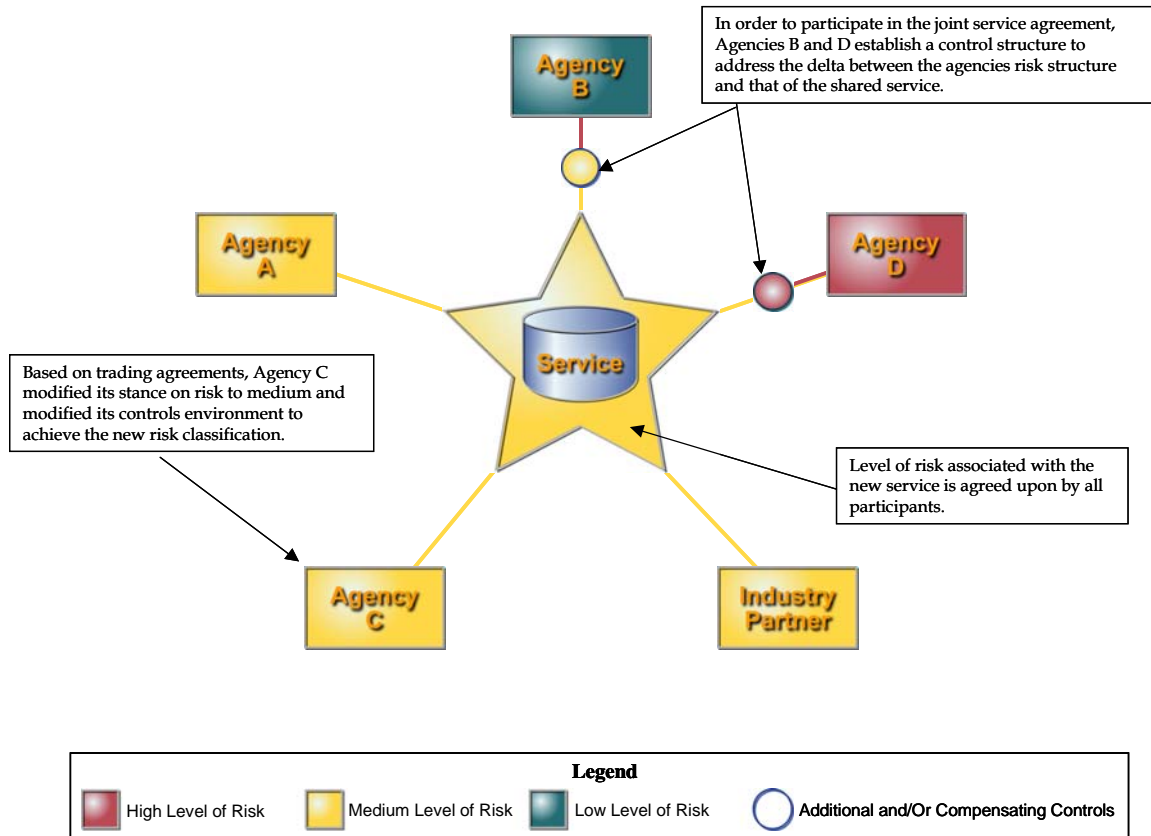 In order to participate in the joint service agreement,
Agencies B and D establish a control structure to
address the delta between the agencies risk structure
and that of the shared service.
Agency
B
Agency
A
Agency
D
Service
Based on trading agreements, Agency C
modified its stance on risk to medium and
modified its controls environment to
achieve the new risk classification.
Level of risk associated with the
new service is agreed upon by all
participants.
Agency
C
Industry
Partner
Legend
High Level of Risk
Medium Level of Risk
Low Level of Risk
Additional and/Or Compensating Controls